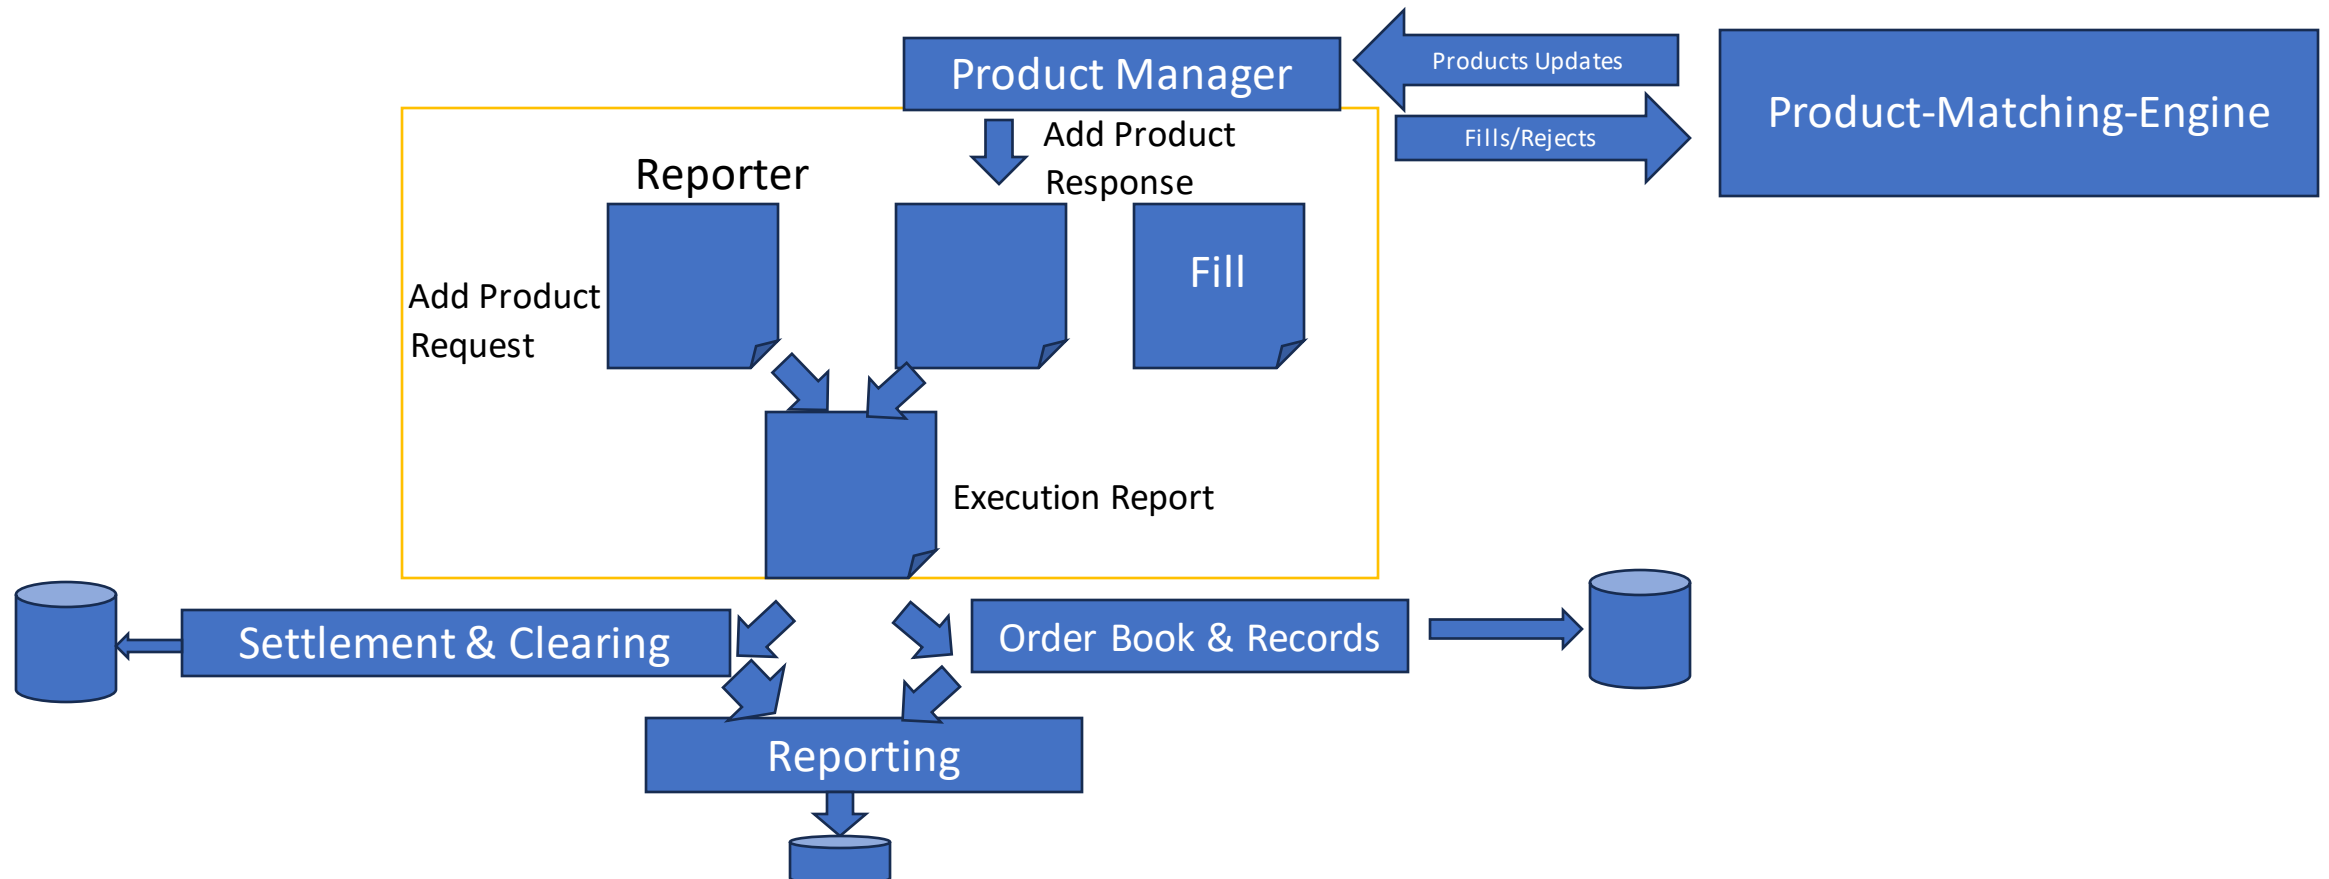 Product Manager
Products Updates
Product-Matching-Engine
Fills/Rejects
Add Product
Response
Reporter
Fill
Add Product
Request
Execution Report
Settlement & Clearing
Order Book & Records
Reporting